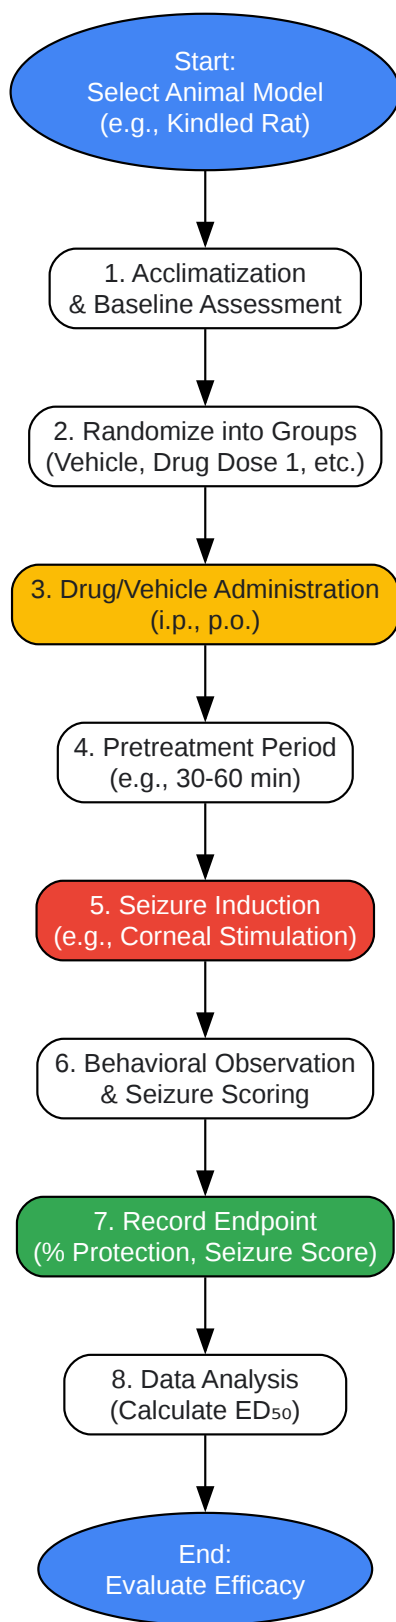 Start:
Select Animal Model
(e.g., Kindled Rat)
1. Acclimatization
& Baseline Assessment
2. Randomize into Groups
(Vehicle, Drug Dose 1, etc.)
3. Drug/Vehicle Administration
(i.p., p.o.)
4. Pretreatment Period
(e.g., 30-60 min)
5. Seizure Induction
(e.g., Corneal Stimulation)
6. Behavioral Observation
& Seizure Scoring
7. Record Endpoint
(% Protection, Seizure Score)
8. Data Analysis
(Calculate ED₅₀)
End:
Evaluate Efficacy